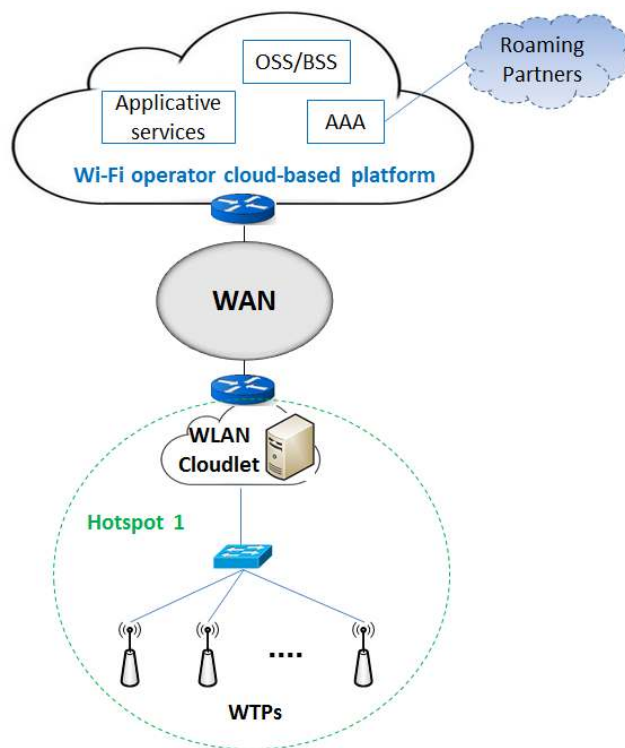 OSS/BSS
Roaming
Partners
Applicative
services
AAA
Wi-Fi operator cloud-based platform
WAN
WLAN
Cloudlet
Hotspot 1
....
WTPs